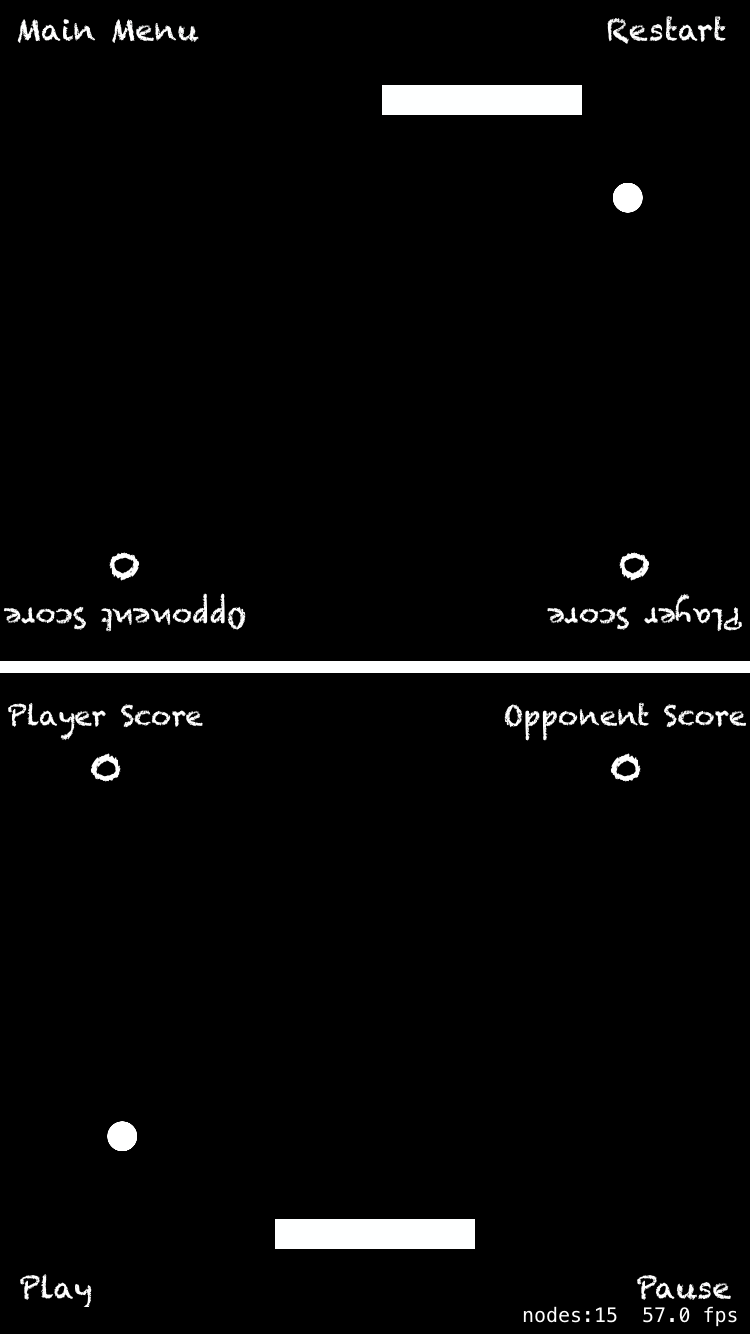 Main Menu Restart
0 0
Opponent Score Player Score
Player Score Opponent Score
0 0
Play Pause
nodes:15 57.0 fps